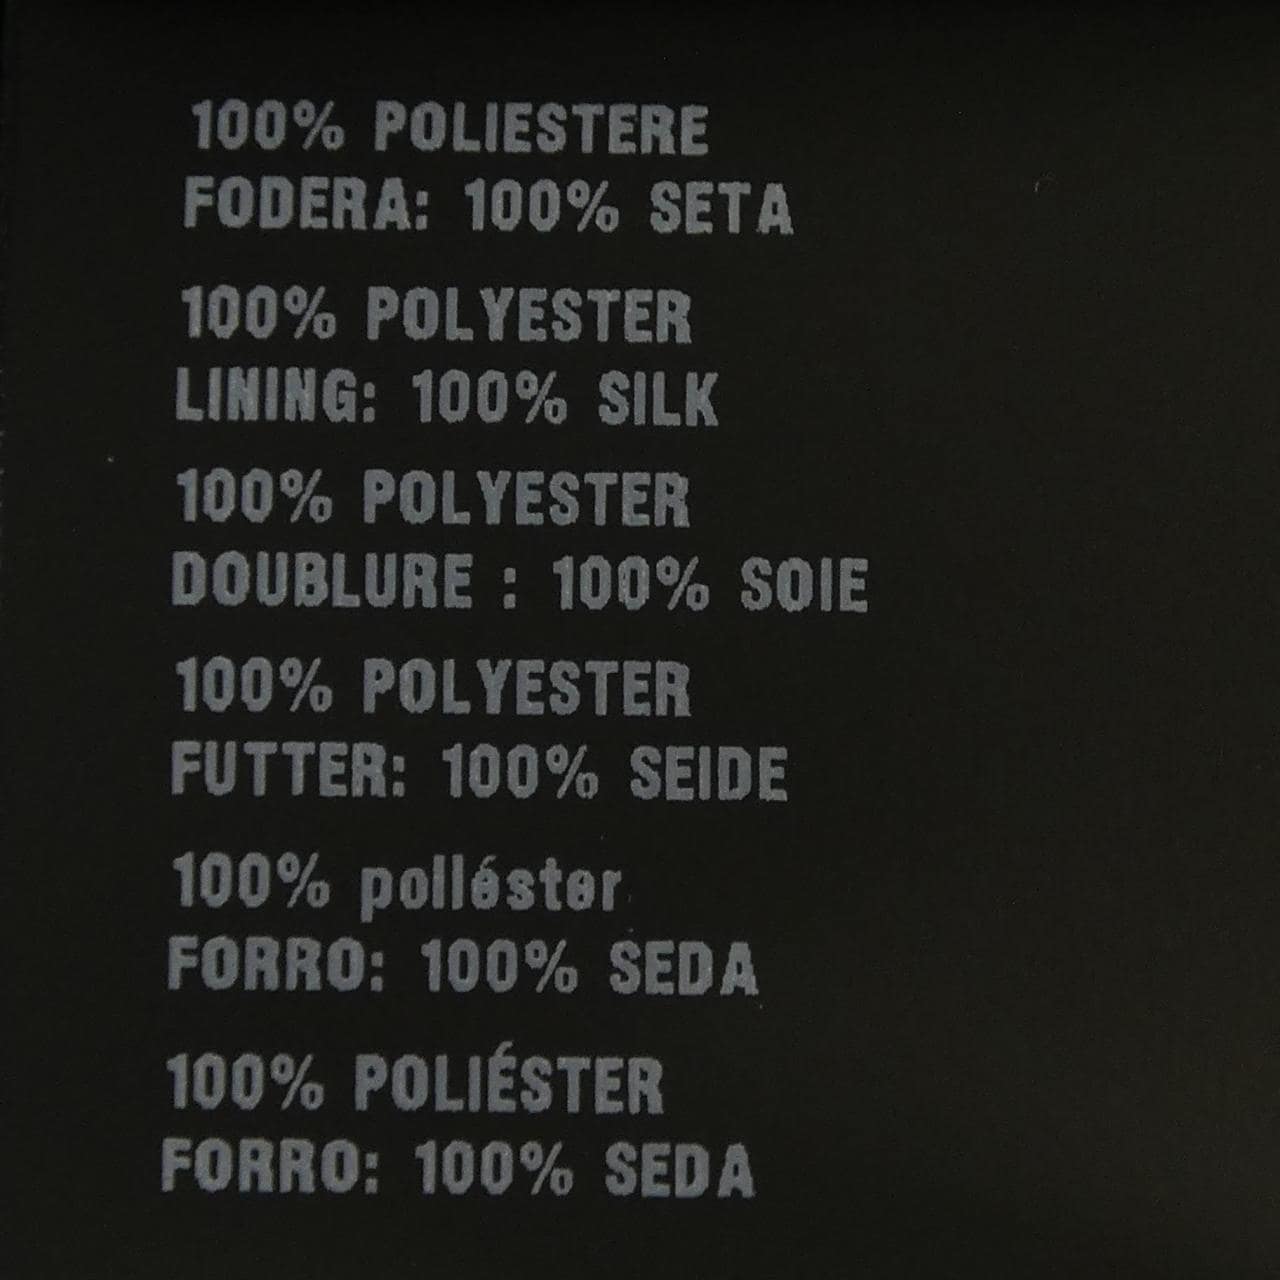 100% POLIESTERE
FODERA: 100% SETA
100% POLYESTER
LINING: 100% SILK
100% POLYESTER
DOUBLURE : 100% SOIE
100% POLYESTER
FUTTER: 100% SEIDE
100% poliéster
FORRO: 100% SEDA
100% POLIÉSTER
FORRO: 100% SEDA